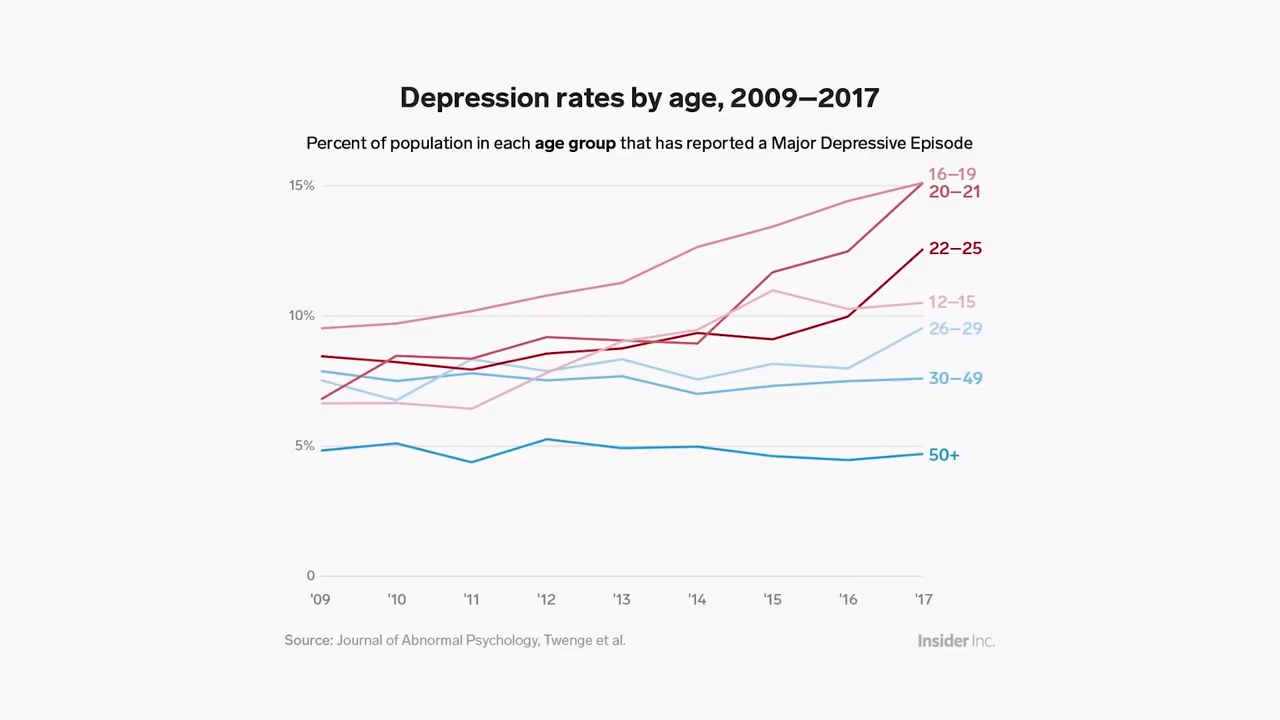 Depression rates by age, 2009–2017
Percent of population in each age group that has reported a Major Depressive Episode
15%
10%
5%
0
16–19
20–21
22–25
12–15
26–29
30–49
50+
'09 '10 '11 '12 '13 '14 '15 '16 '17
Source: Journal of Abnormal Psychology, Twenge et al.
Insider Inc.